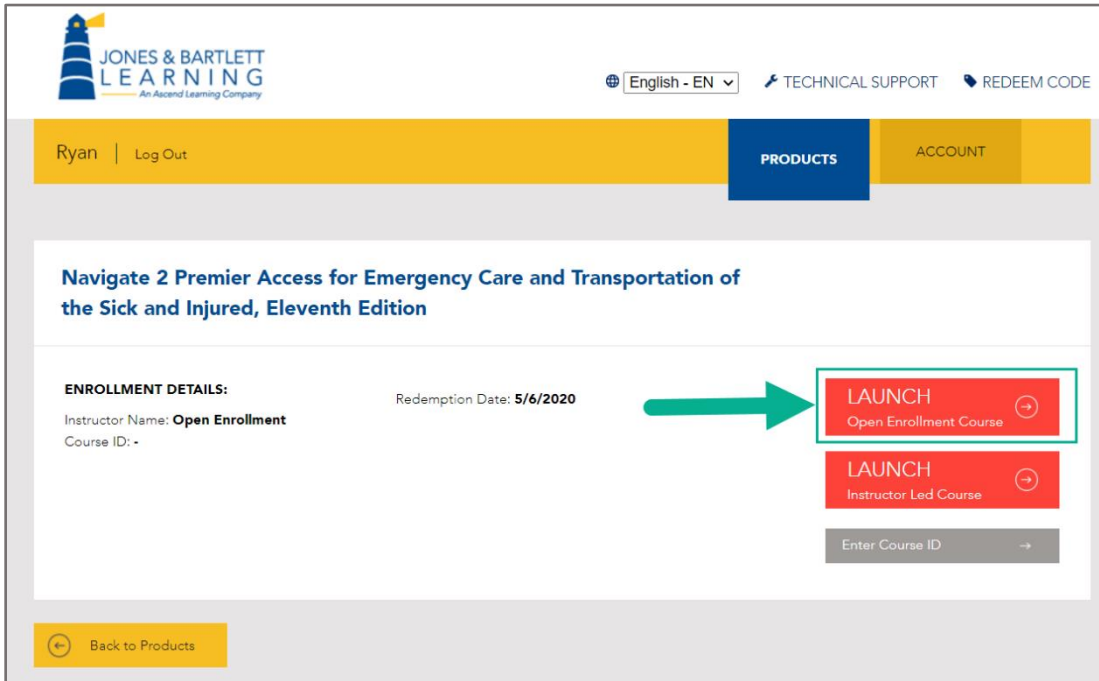 JONES & BARTLETT
LEARNING
An Ascend Learning Company
English - EN
TECHNICAL SUPPORT
REDEEM CODE
Ryan | Log Out
PRODUCTS
ACCOUNT
Navigate 2 Premier Access for Emergency Care and Transportation of
the Sick and Injured, Eleventh Edition
ENROLLMENT DETAILS:
Instructor Name: Open Enrollment
Course ID: -
Redemption Date: 5/6/2020
LAUNCH
Open Enrollment Course
LAUNCH
Instructor Led Course
Enter Course ID
Back to Products